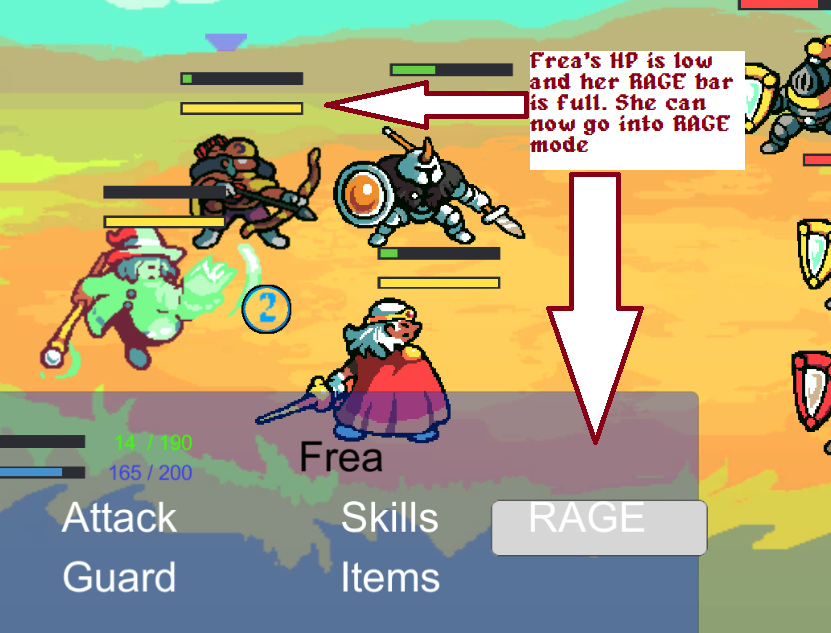 Frea's HP is low
and her RAGE bar
is full. She can
now go into RAGE
mode
2
14 / 190
165 / 200
Frea
Attack
Skills
RAGE
Guard
Items